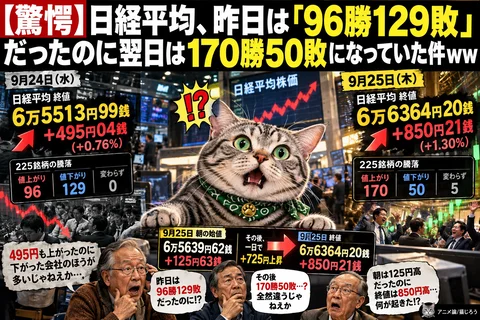 【驚愕】日経平均、昨日は「96勝129敗」
だったのに翌日は170勝50敗になっていた件ww
9月24日(水)
日経平均 終値
6万5513円99銭
+495円04銭
(+0.76%)
225銘柄の騰落
値上がり
96
値下がり
129
変わらず
0
日経平均株価
!?
9月25日(木)
日経平均 終値
6万6364円20銭
+850円21銭
(+1.30%)
225銘柄の騰落
値上がり
170
値下がり
50
変わらず
5
9月25日 朝の始値
6万5639円62銭
+125円63銭
その後、
一日で
+725円上昇
9月25日 終値
6万6364円20銭
+850円21銭
495円も上がったのに
下がった会社のほうが
多いじゃねえか…
昨日は
96勝129敗
だったのに!?
その後
170勝50敗…?
全然違うじゃ
ねえか
朝は125円高
だったのに
終値は850円高…
何が起きた!?
アニメ論/猫じろう